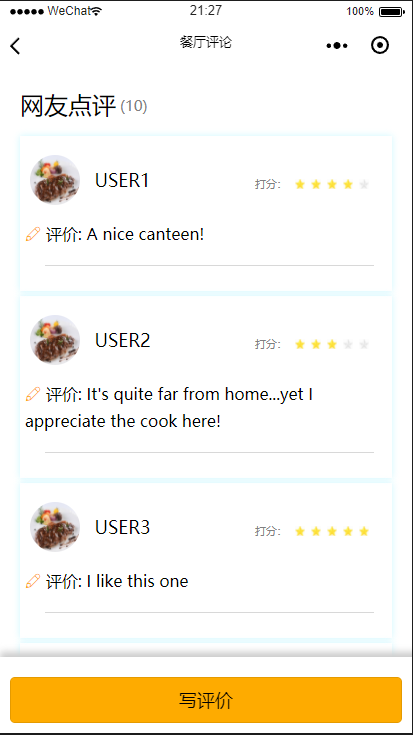 WeChat 21:27 100%
餐厅评论
网友点评 (10)
USER1 打分:
评价: A nice canteen!
USER2 打分:
评价: It's quite far from home...yet I
appreciate the cook here!
USER3 打分:
评价: I like this one
写评价